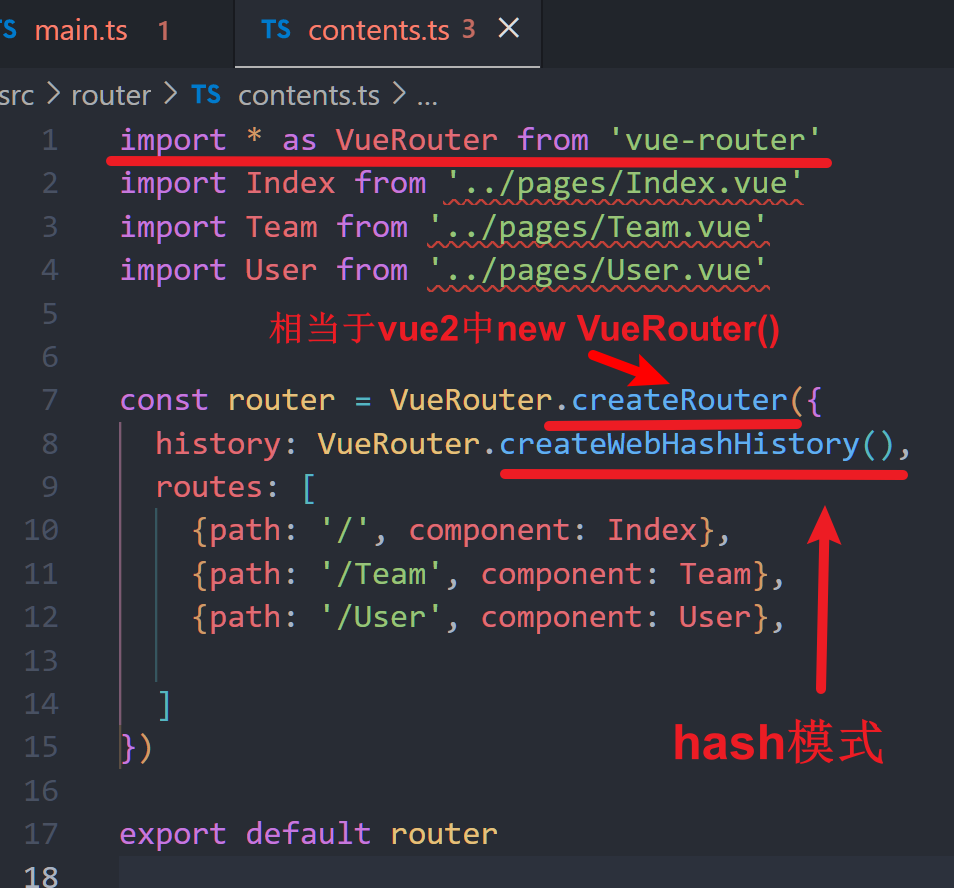 TS main.ts 1 TS contents.ts 3 ×
src > router > TS contents.ts > ...
1 import * as VueRouter from 'vue-router'
2 import Index from '../pages/Index.vue'
3 import Team from '../pages/Team.vue'
4 import User from '../pages/User.vue'
5
相当于vue2中new VueRouter()
6
7 const router = VueRouter.createRouter({
8 history: VueRouter.createWebHashHistory(),
9 routes: [
10 {path: '/', component: Index},
11 {path: '/Team', component: Team},
12 {path: '/User', component: User},
13
14 ]
15 })
hash模式
16
17 export default router
18